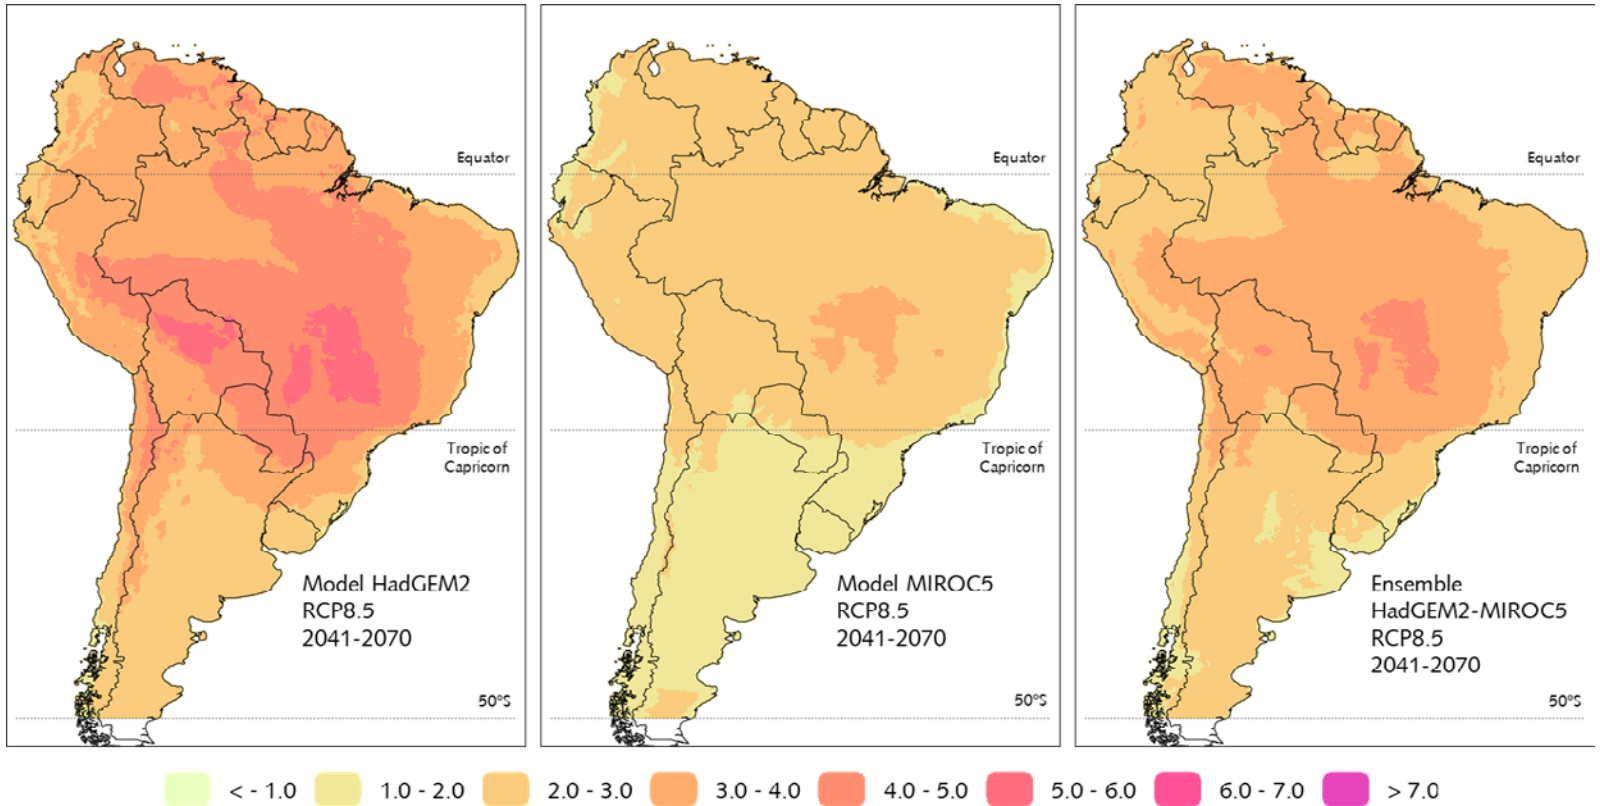 Equator
Tropic of
Capricorn
Model HadGEM2
RCP8.5
2041-2070
50ºS
Equator
Tropic of
Capricorn
Model MIROC5
RCP8.5
2041-2070
50ºS
Equator
Tropic of
Capricorn
Ensemble
HadGEM2-MIROC5
RCP8.5
2041-2070
50ºS
< - 1.0
1.0 - 2.0
2.0 - 3.0
3.0 - 4.0
4.0 - 5.0
5.0 - 6.0
6.0 - 7.0
> 7.0